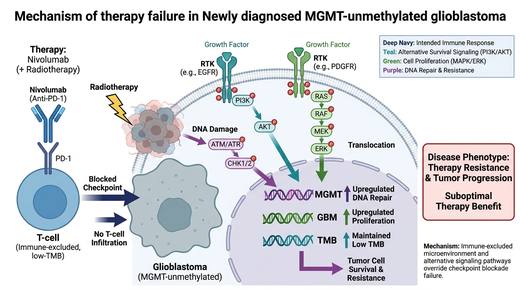 Mechanism of therapy failure in Newly diagnosed MGMT-unmethylated glioblastoma
Therapy:
Nivolumab
(+ Radiotherapy)
Nivolumab
(Anti-PD-1)
PD-1
T-cell
(Immune-excluded,
low-TMB)
Radiotherapy
Blocked
Checkpoint
No T-cell
Infiltration
Glioblastoma
(MGMT-unmethylated)
Growth Factor
RTK
(e.g., EGFR)
PI3K
AKT
DNA Damage
ATM/ATR
CHK1/2
Growth Factor
RTK
(e.g., PDGFR)
RAS
RAF
MEK
ERK
Translocation
MGMT
Upregulated
DNA Repair
GBM
Upregulated
Proliferation
TMB
Maintained
Low TMB
Tumor Cell
Survival &
Resistance
Deep Navy: Intended Immune Response
Teal: Alternative Survival Signaling (PI3K/AKT)
Green: Cell Proliferation (MAPK/ERK)
Purple: DNA Repair & Resistance
Disease Phenotype:
Therapy Resistance
& Tumor Progression
Suboptimal
Therapy Benefit
Mechanism: Immune-excluded
microenvironment and
alternative signaling pathways
override checkpoint blockade
failure.